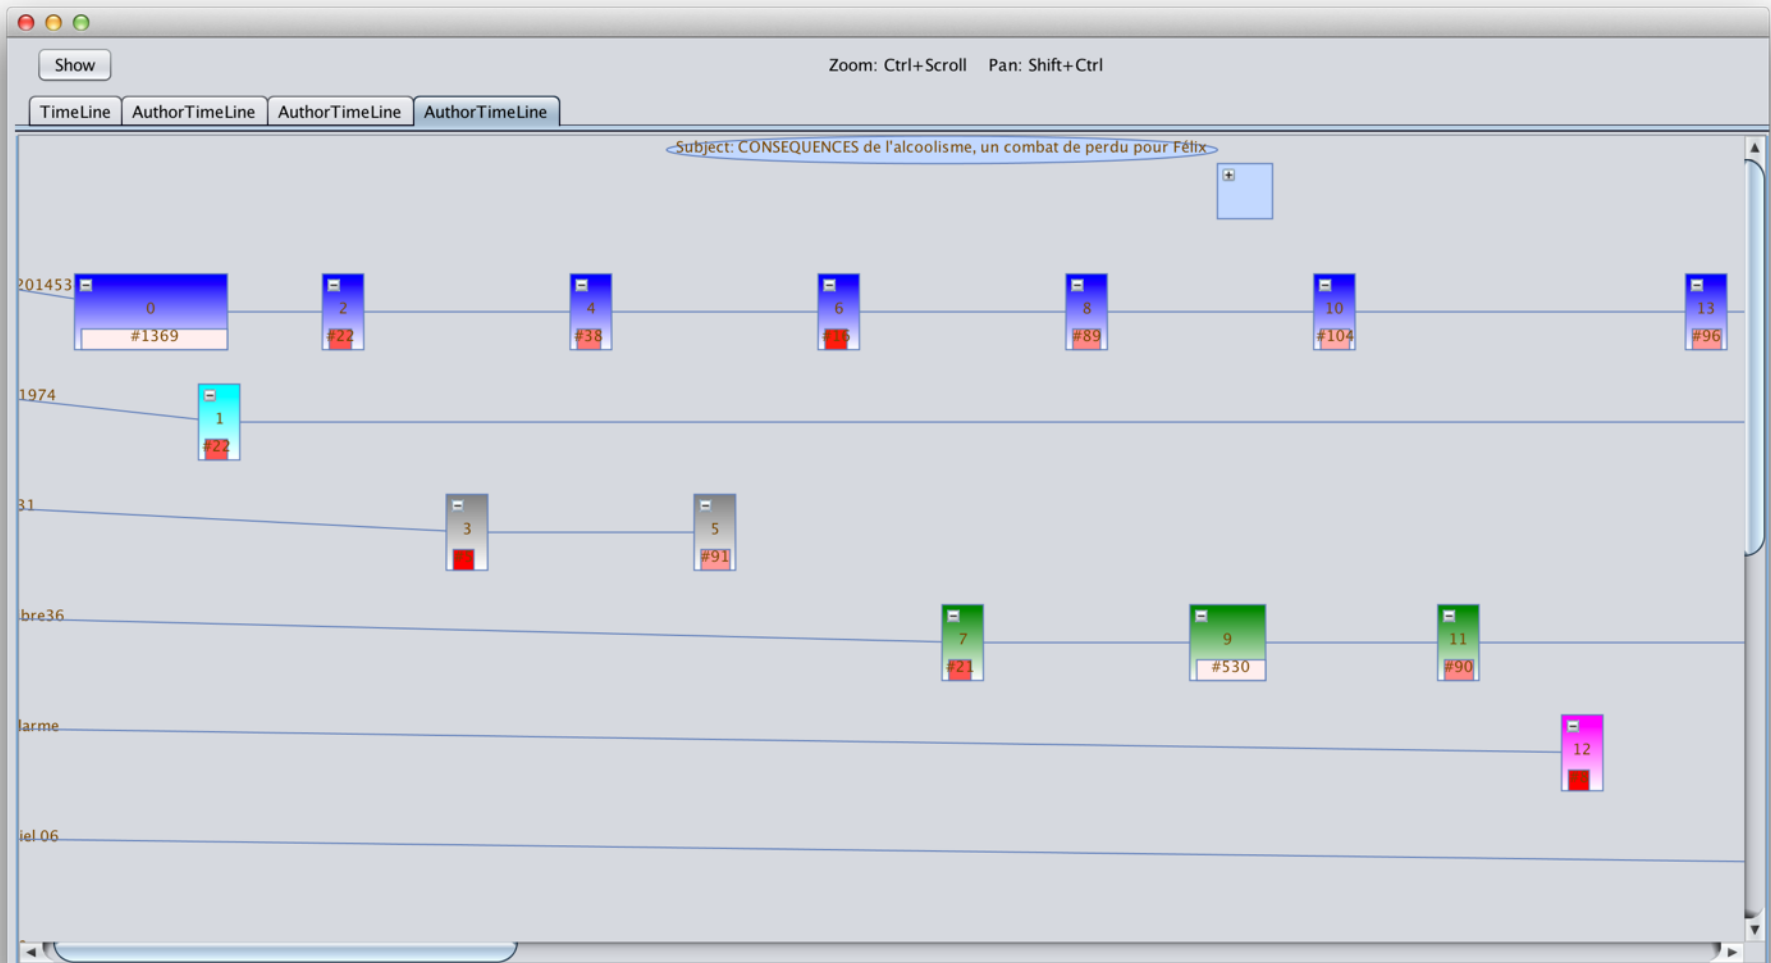 Show
Zoom: Ctrl+Scroll Pan: Shift+Ctrl
TimeLine AuthorTimeLine AuthorTimeLine AuthorTimeLine
Subject: CONSEQUENCES de l'alcoolisme, un combat de perdu pour Félix
201453 0 2 4 6 8 10 13
#1369 #22 #38 #16 #89 #104 #96
1974
1
#22
31
3 5
#91
bre36
7 9 11
#21 #530 #90
larme
12
iel 06